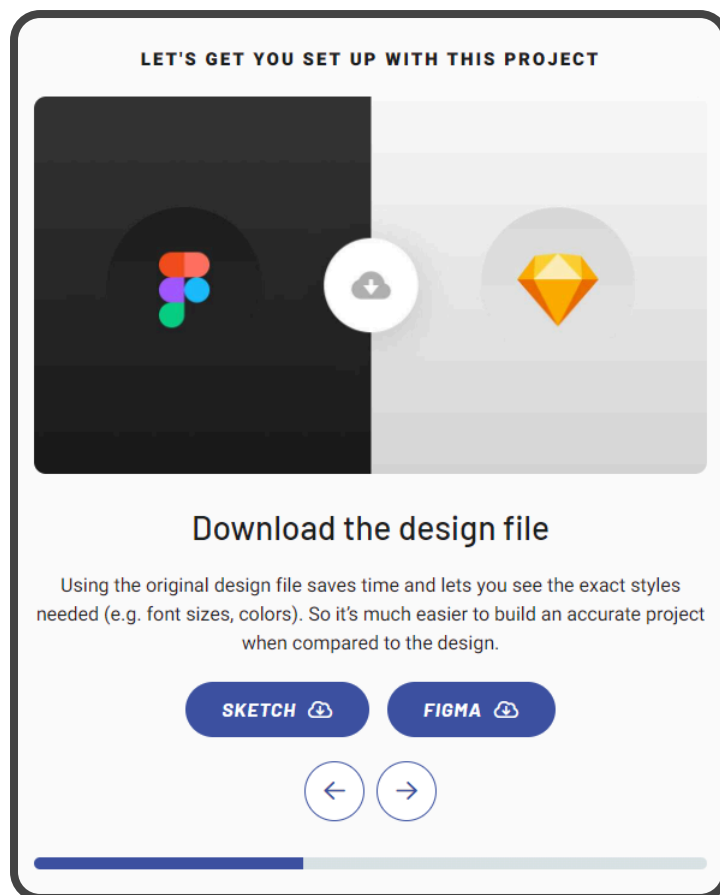 LET'S GET YOU SET UP WITH THIS PROJECT
Download the design file
Using the original design file saves time and lets you see the exact styles
needed (e.g. font sizes, colors). So it’s much easier to build an accurate project
when compared to the design.
SKETCH
FIGMA